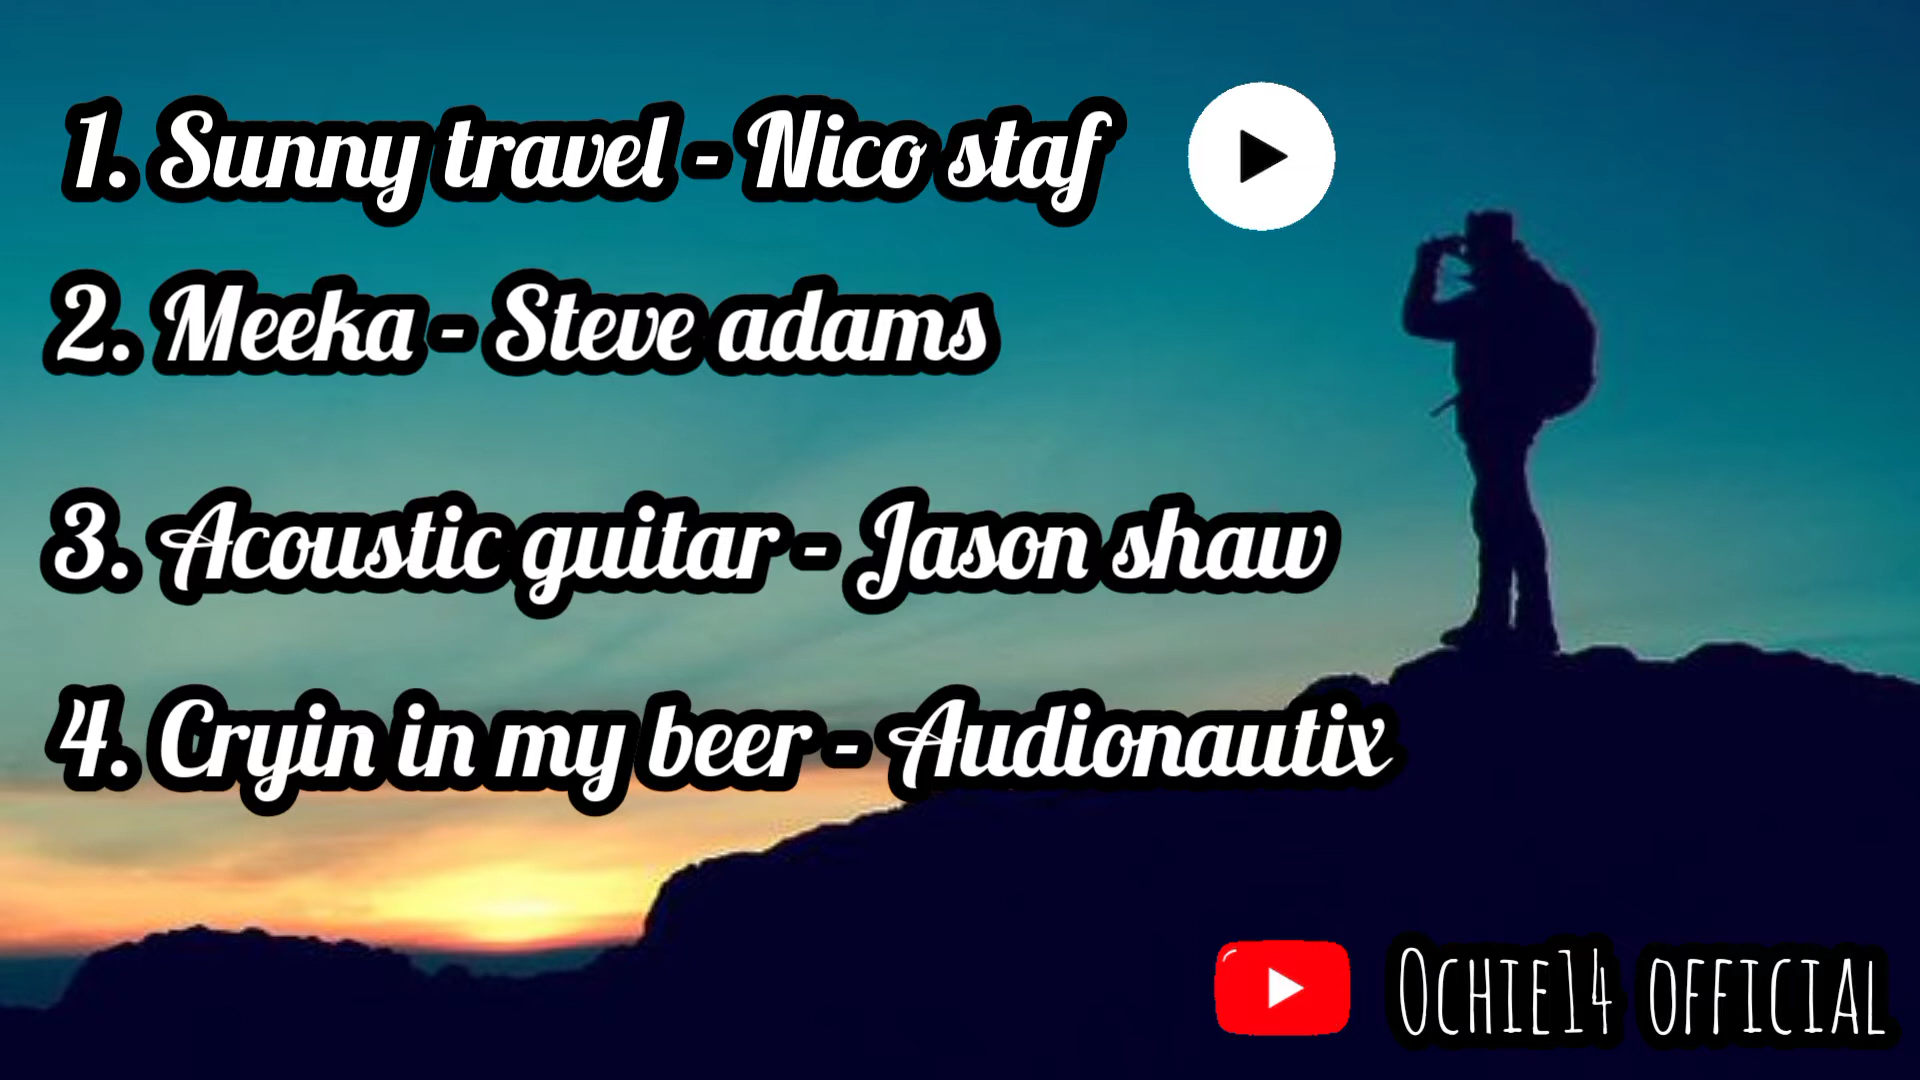 1. Sunny travel - Nico staf
2. Meeka - Steve adams
3. Acoustic guitar - Jason shaw
4. Cryin in my beer - Audionautix
Ochie14 official